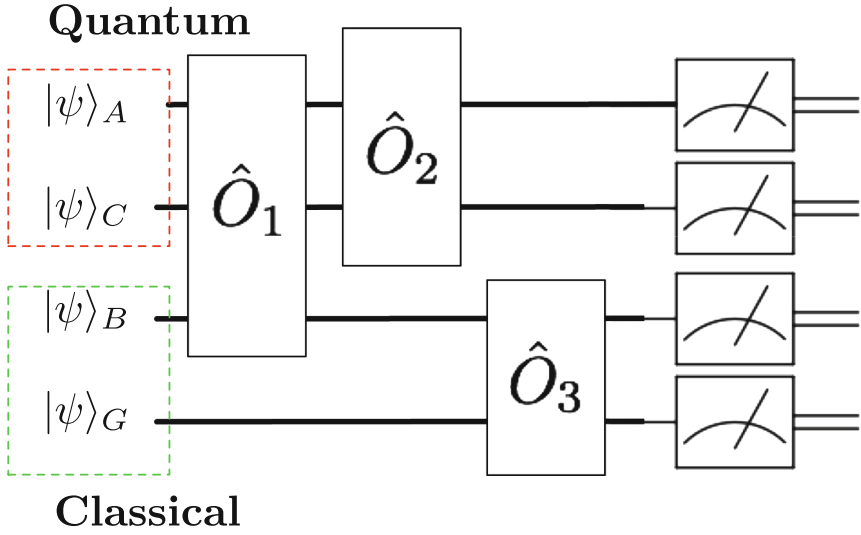 Quantum
|ψ⟩_A
|ψ⟩_C
|ψ⟩_B
|ψ⟩_G
Ô_1
Ô_2
Ô_3
Classical